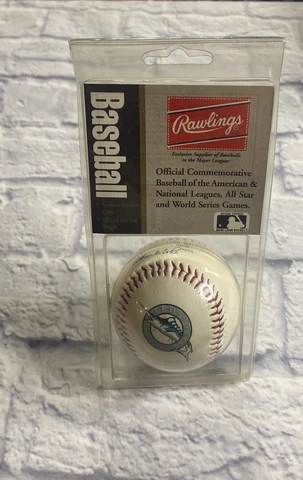 Baseball
Rawlings
Exclusive Supplier of Baseballs
to the Major Leagues
Official Commemorative
Baseball of the American &
National Leagues, All Star
and World Series Games.